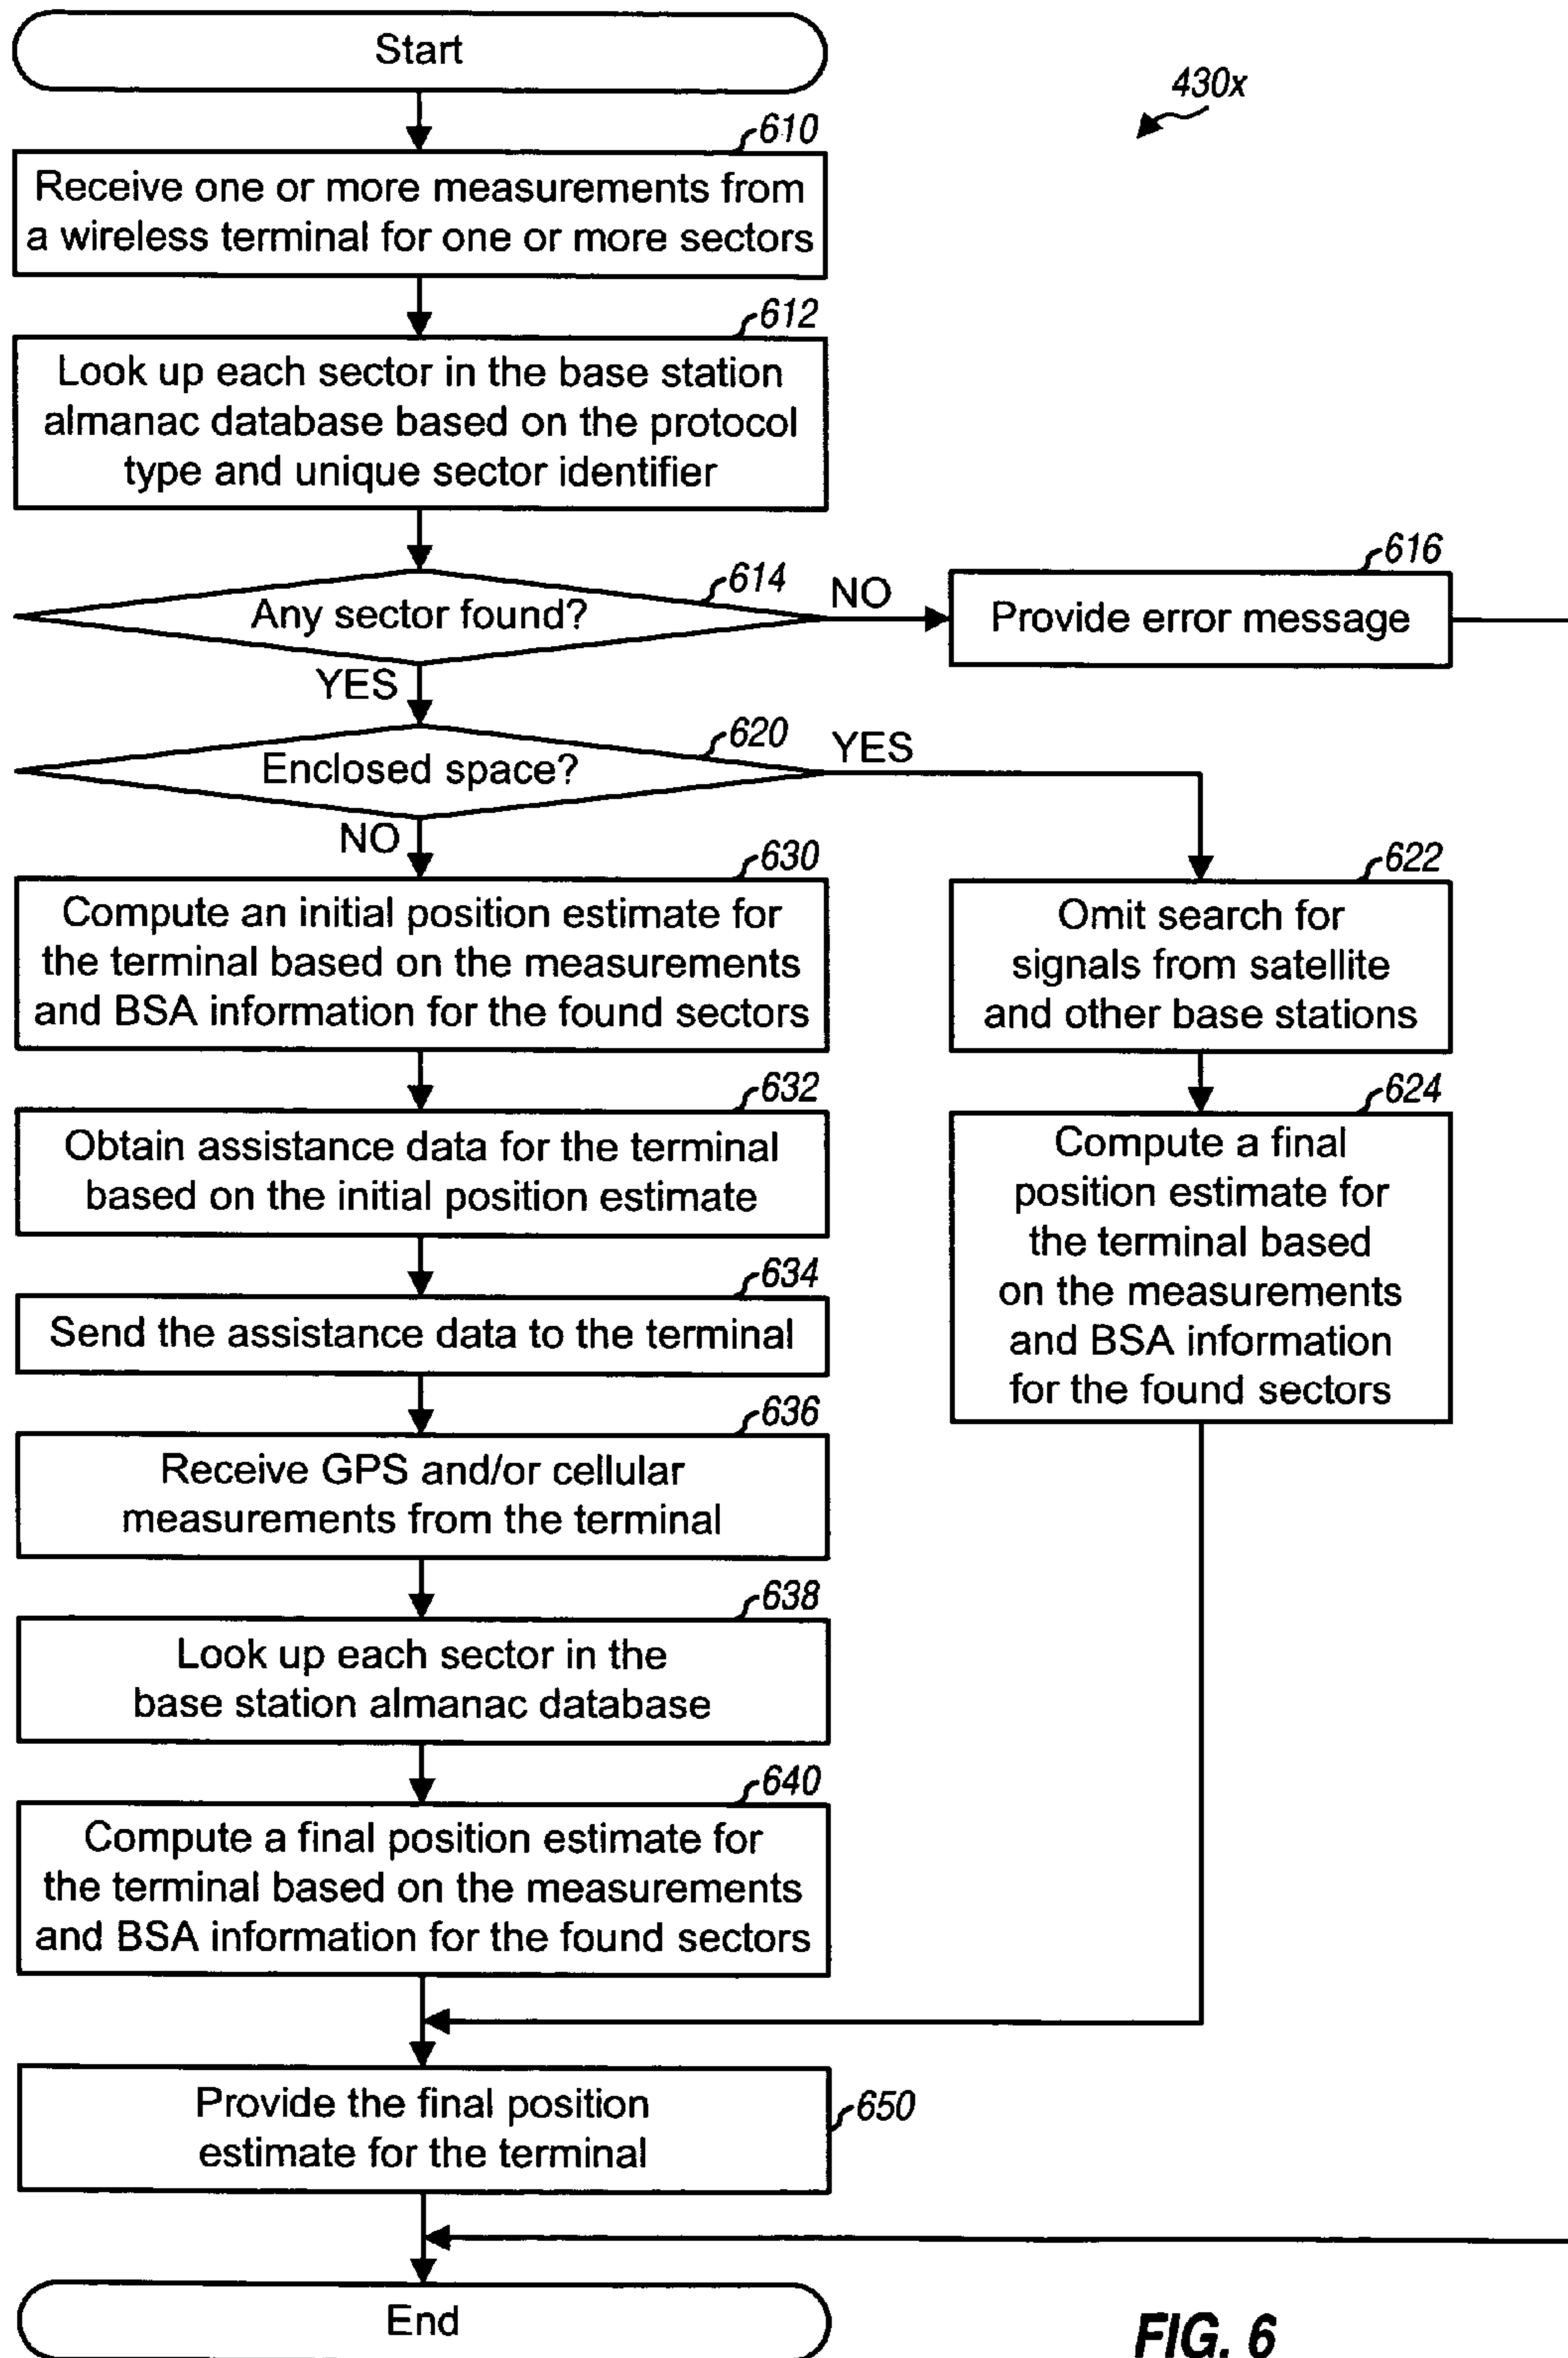 Start
430x
610
Receive one or more measurements from
a wireless terminal for one or more sectors
612
Look up each sector in the base station
almanac database based on the protocol
type and unique sector identifier
614
Any sector found?
NO
616
Provide error message
YES
620
Enclosed space?
YES
NO
630
Compute an initial position estimate for
the terminal based on the measurements
and BSA information for the found sectors
622
Omit search for
signals from satellite
and other base stations
632
Obtain assistance data for the terminal
based on the initial position estimate
624
Compute a final
position estimate for
the terminal based
on the measurements
and BSA information
for the found sectors
634
Send the assistance data to the terminal
636
Receive GPS and/or cellular
measurements from the terminal
638
Look up each sector in the
base station almanac database
640
Compute a final position estimate for
the terminal based on the measurements
and BSA information for the found sectors
Provide the final position
estimate for the terminal
650
End
FIG. 6